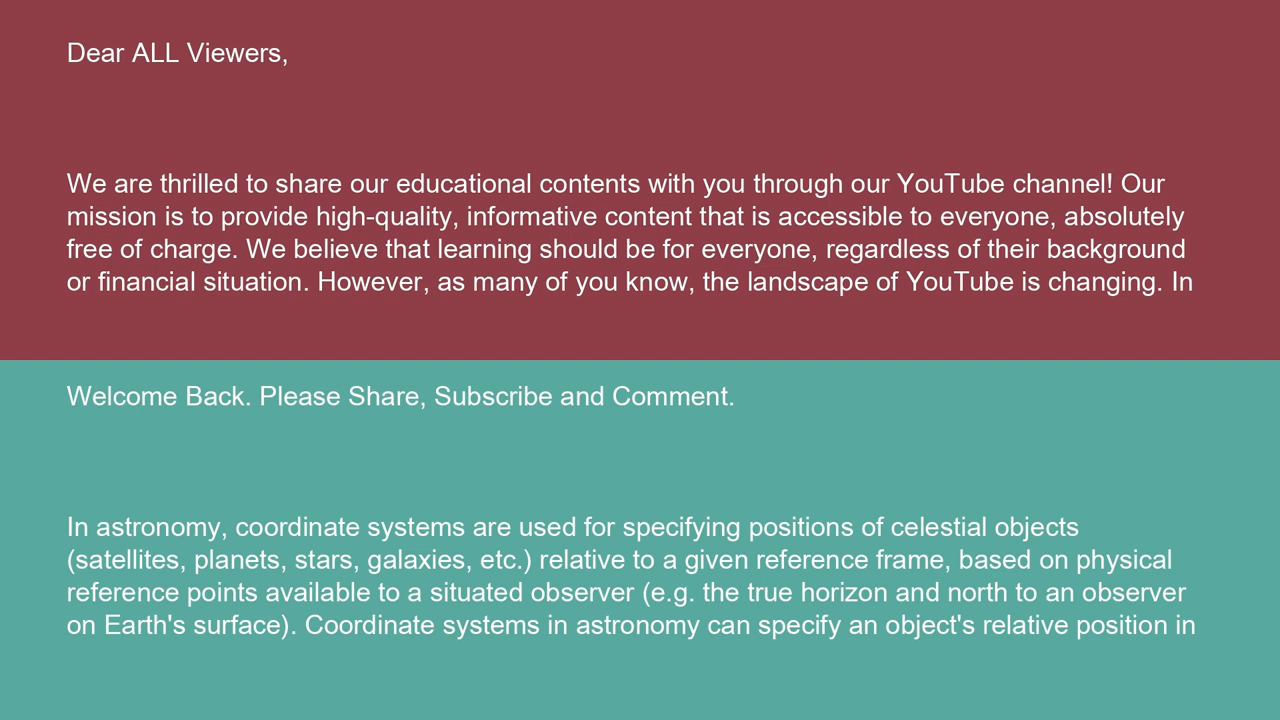 Dear ALL Viewers,
We are thrilled to share our educational contents with you through our YouTube channel! Our
mission is to provide high-quality, informative content that is accessible to everyone, absolutely
free of charge. We believe that learning should be for everyone, regardless of their background
or financial situation. However, as many of you know, the landscape of YouTube is changing. In
Welcome Back. Please Share, Subscribe and Comment.
In astronomy, coordinate systems are used for specifying positions of celestial objects
(satellites, planets, stars, galaxies, etc.) relative to a given reference frame, based on physical
reference points available to a situated observer (e.g. the true horizon and north to an observer
on Earth's surface). Coordinate systems in astronomy can specify an object's relative position in